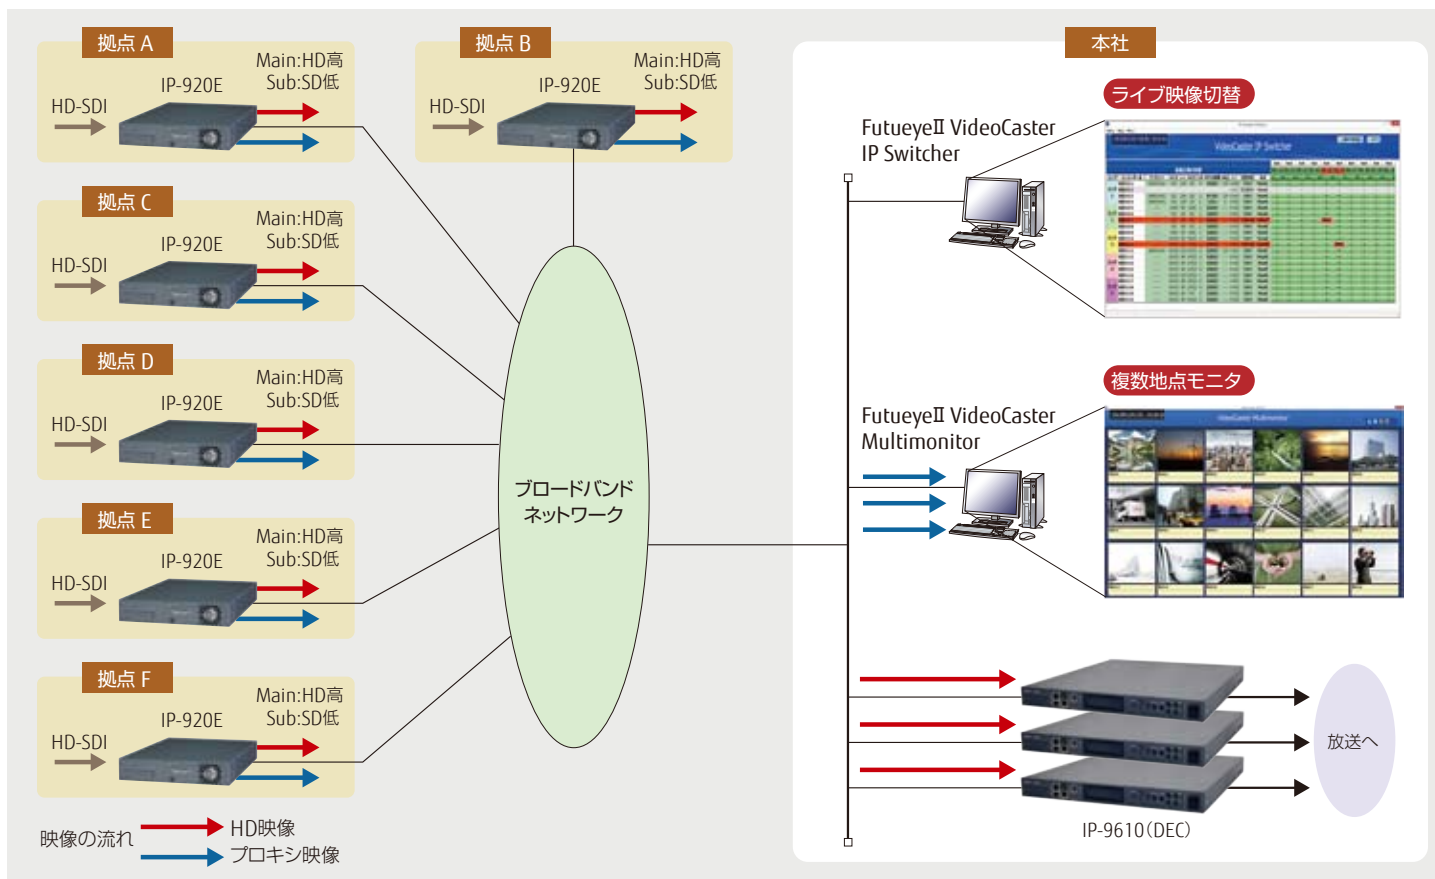 拠点 A
Main:HD高
Sub:SD低
IP-920E
HD-SDI
拠点 B
Main:HD高
Sub:SD低
IP-920E
HD-SDI
拠点 C
Main:HD高
Sub:SD低
IP-920E
HD-SDI
拠点 D
Main:HD高
Sub:SD低
IP-920E
HD-SDI
拠点 E
Main:HD高
Sub:SD低
IP-920E
HD-SDI
拠点 F
Main:HD高
Sub:SD低
IP-920E
HD-SDI
ブロードバンド
ネットワーク
本社
ライブ映像切替
FutueyeⅡ VideoCaster
IP Switcher
VideoCaster IP Switcher
複数地点モニタ
FutueyeⅡ VideoCaster
Multimonitor
VideoCaster Multimonitor
放送へ
IP-9610(DEC)
映像の流れ
HD映像
プロキシ映像